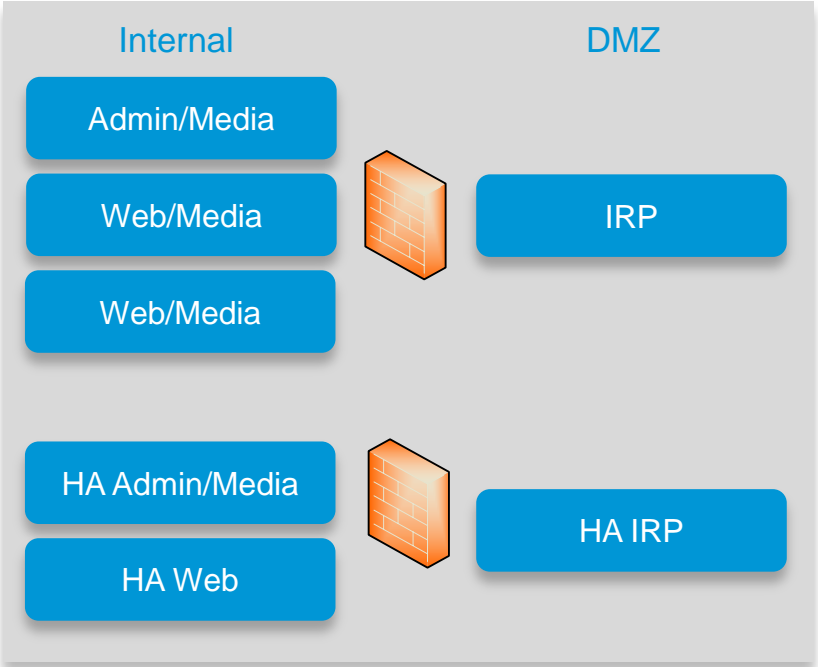 Internal
DMZ
Admin/Media
Web/Media
IRP
Web/Media
HA Admin/Media
HA IRP
HA Web